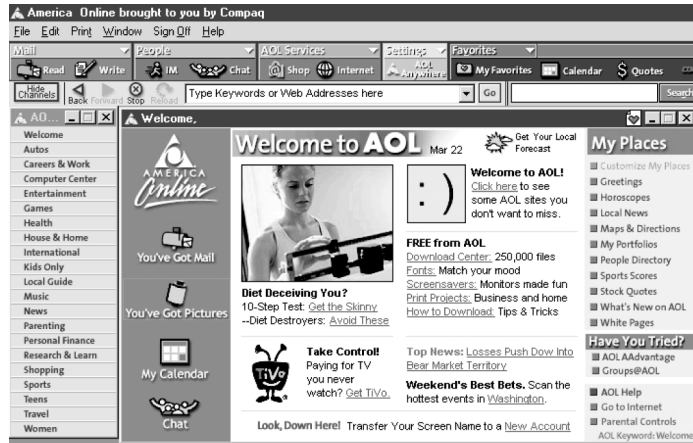 America Online brought to you by Compaq
File Edit Print Window Sign Off Help
Mail People AOL Services Settings Favorites
Read Write IM Chat Shop Internet AOL Anywhere My Favorites Calendar Quotes
Hide Channels Back Forward Stop Reload Type Keywords or Web Addresses here Go Search
AO... Welcome,
Welcome
Autos
Careers & Work
Computer Center
Entertainment
Games
Health
House & Home
International
Kids Only
Local Guide
Music
News
Parenting
Personal Finance
Research & Learn
Shopping
Sports
Teens
Travel
Women
AMERICA
Online
You've Got Mail
You've Got Pictures
My Calendar
Chat
Welcome to AOL Mar 22
Get Your Local
Forecast
Welcome to AOL!
Click here to see
some AOL sites you
don't want to miss.
: )
FREE from AOL
Download Center: 250,000 files
Fonts: Match your mood
Screensavers: Monitors made fun
Print Projects: Business and home
How to Download: Tips & Tricks
Diet Deceiving You?
10-Step Test: Get the Skinny
--Diet Destroyers: Avoid These
TiVo
Take Control!
Paying for TV
you never
watch? Get TiVo.
Top News: Losses Push Dow Into
Bear Market Territory
Weekend's Best Bets. Scan the
hottest events in Washington.
Look, Down Here! Transfer Your Screen Name to a New Account
My Places
Customize My Places
Greetings
Horoscopes
Local News
Maps & Directions
My Portfolios
People Directory
Sports Scores
Stock Quotes
What's New on AOL
White Pages
Have You Tried?
AOL AAdvantage
Groups@AOL
AOL Help
Go to Internet
Parental Controls
AOL Keyword: Welcome